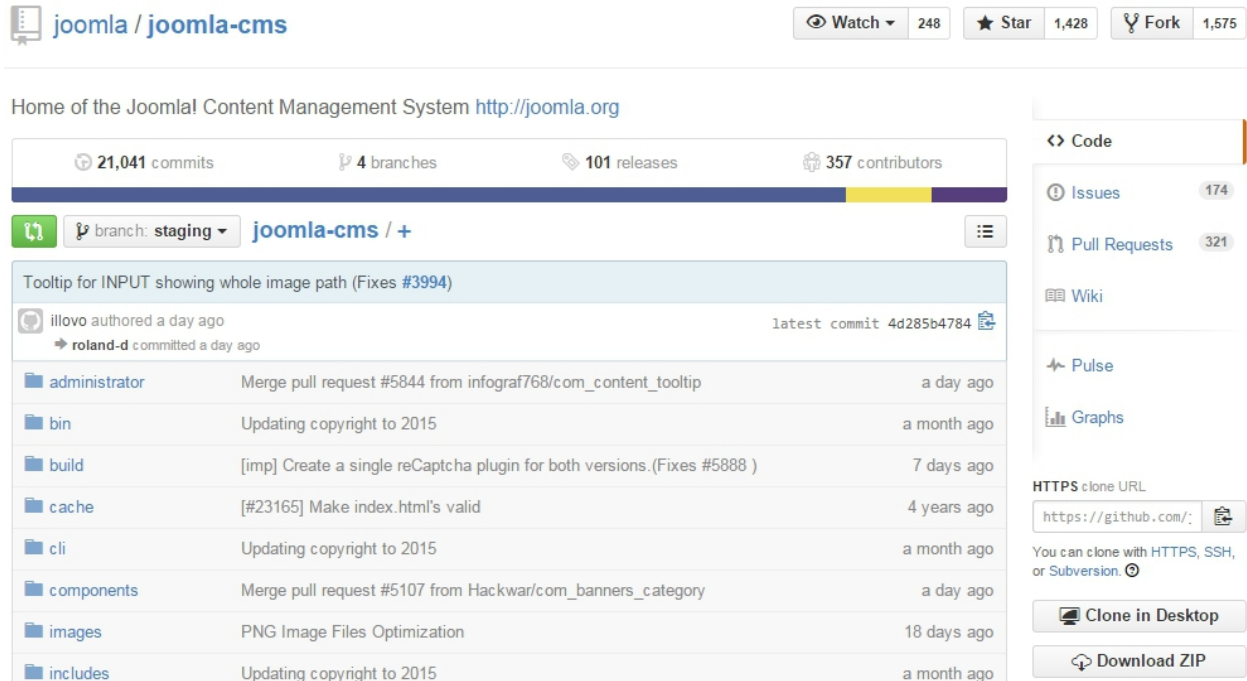 joomla / joomla-cms
Watch 248 Star 1,428 Fork 1,575
Home of the Joomla! Content Management System http://joomla.org
21,041 commits 4 branches 101 releases 357 contributors
branch: staging joomla-cms / +
Tooltip for INPUT showing whole image path (Fixes #3994)
illovo authored a day ago
latest commit 4d285b4784
roland-d committed a day ago
administrator Merge pull request #5844 from infograf768/com_content_tooltip a day ago
bin Updating copyright to 2015 a month ago
build [imp] Create a single reCaptcha plugin for both versions.(Fixes #5888 ) 7 days ago
cache [#23165] Make index.html's valid 4 years ago
cli Updating copyright to 2015 a month ago
components Merge pull request #5107 from Hackwar/com_banners_category a day ago
images PNG Image Files Optimization 18 days ago
includes Updating copyright to 2015 a month ago
Code
Issues 174
Pull Requests 321
Wiki
Pulse
Graphs
HTTPS clone URL
https://github.com/
You can clone with HTTPS, SSH,
or Subversion.
Clone in Desktop
Download ZIP